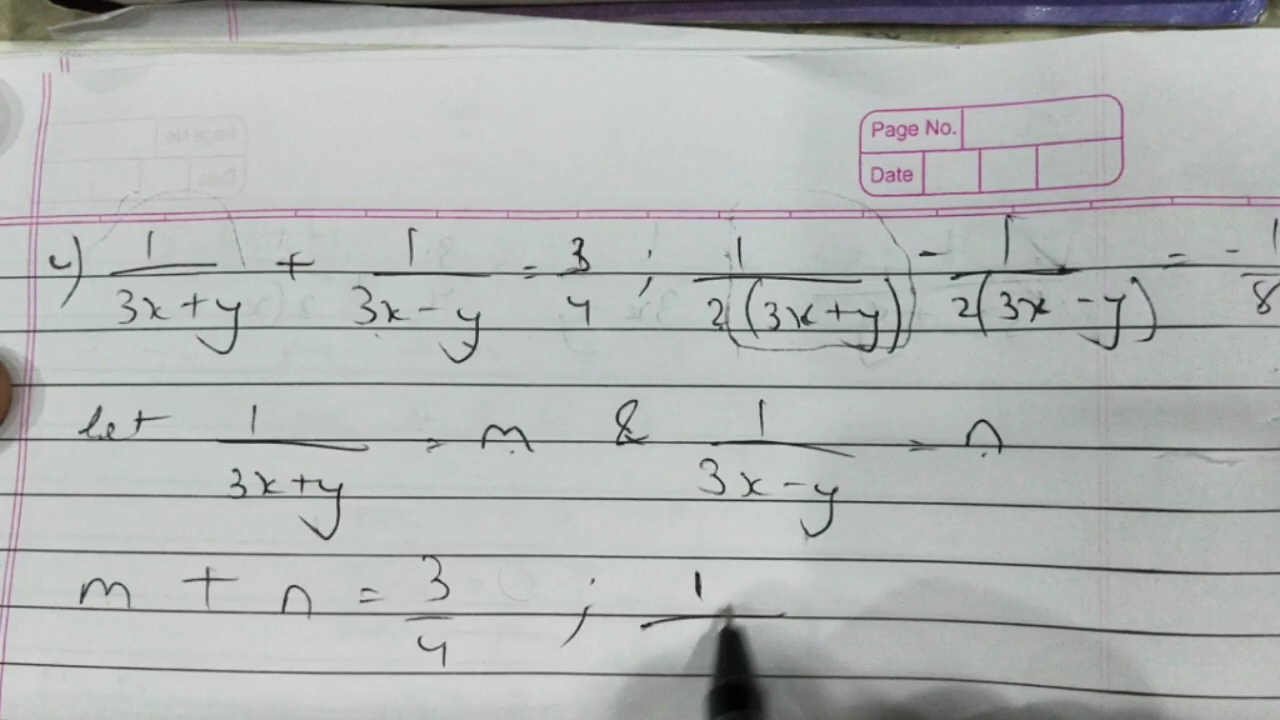 Page No.
Date
4) 1/(3x+y) + 1/(3x-y) = 3/4 ; 1/(2(3x+y)) - 1/(2(3x-y)) = -1/8
let 1/(3x+y) = m & 1/(3x-y) = n
m + n = 3/4 ; 1/